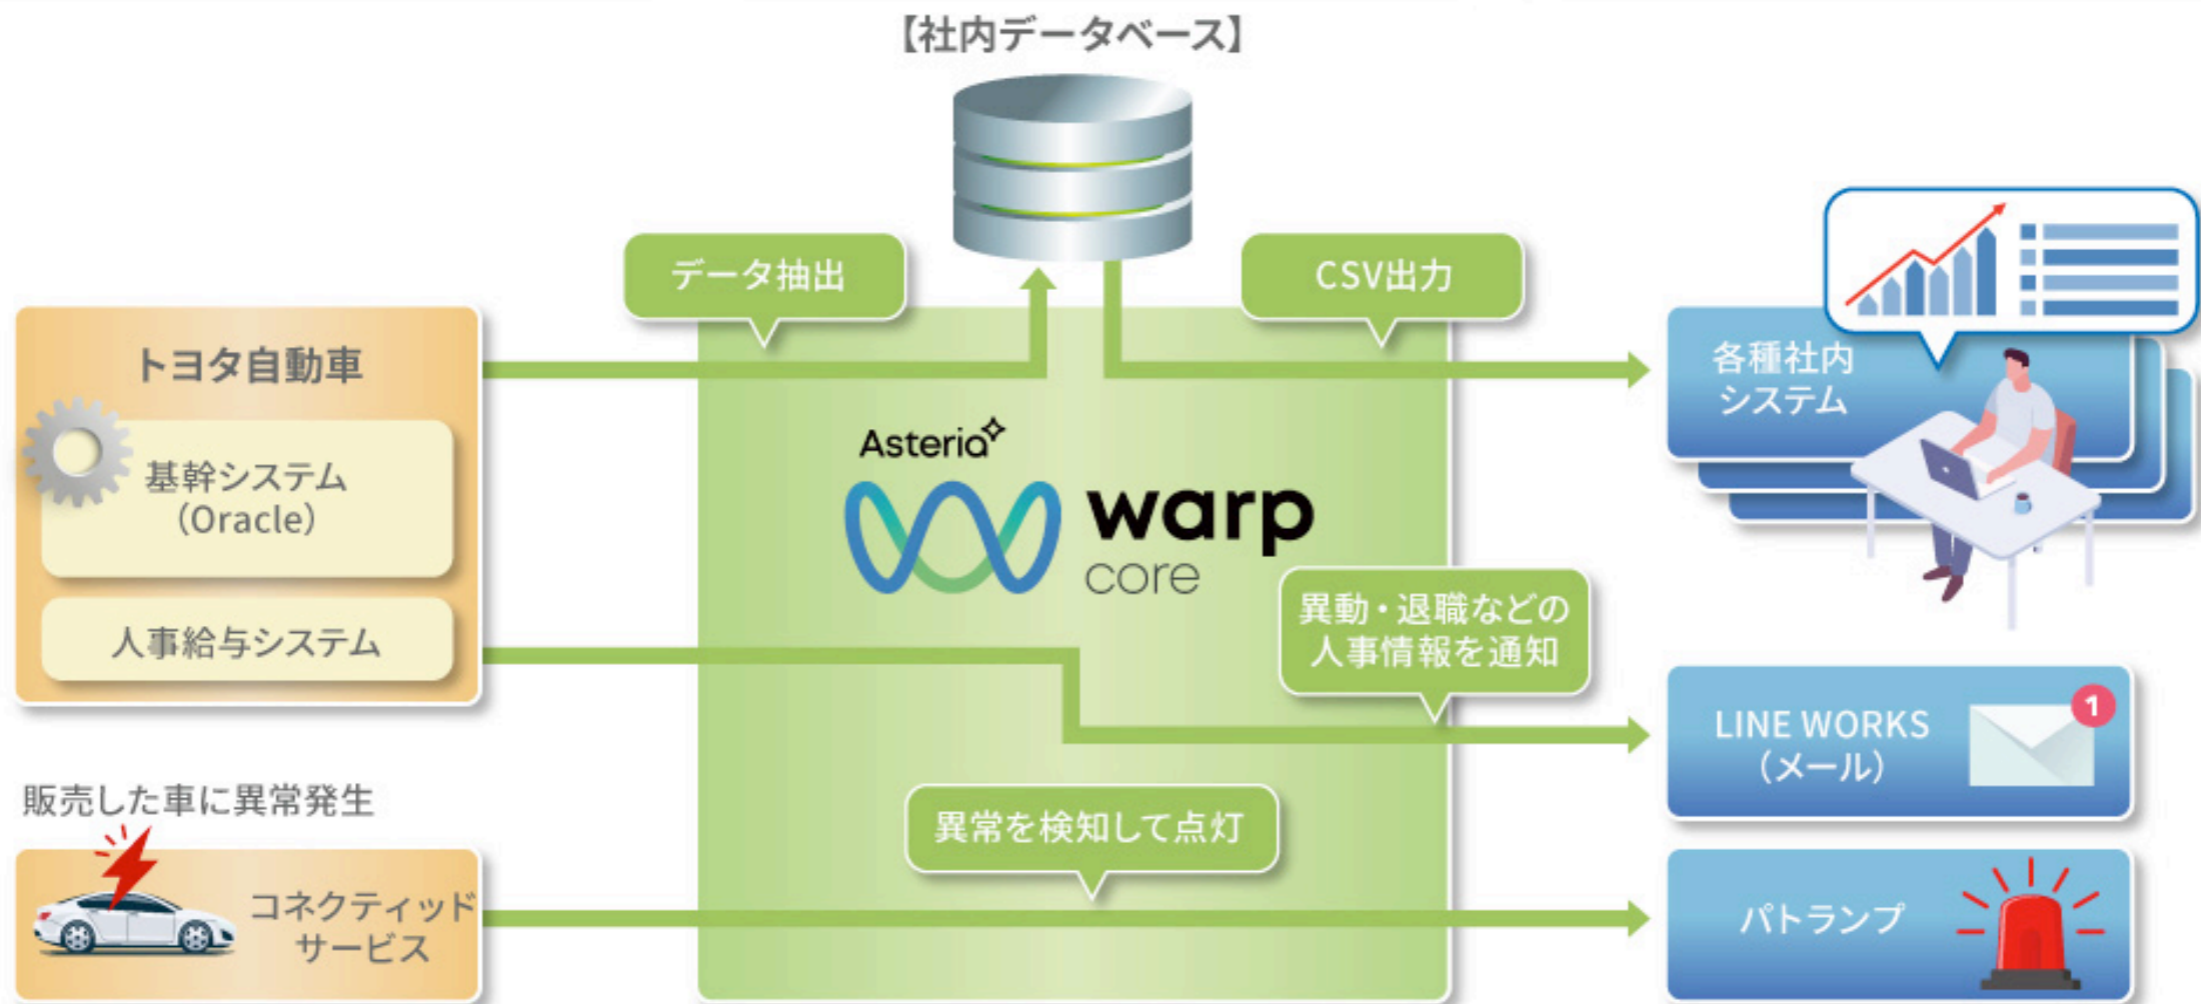 【社内データベース】
データ抽出
CSV出力
トヨタ自動車
基幹システム
（Oracle）
人事給与システム
Asteria
warp
core
各種社内
システム
異動・退職などの
人事情報を通知
LINE WORKS
（メール）
1
販売した車に異常発生
コネクティッド
サービス
異常を検知して点灯
パトランプ